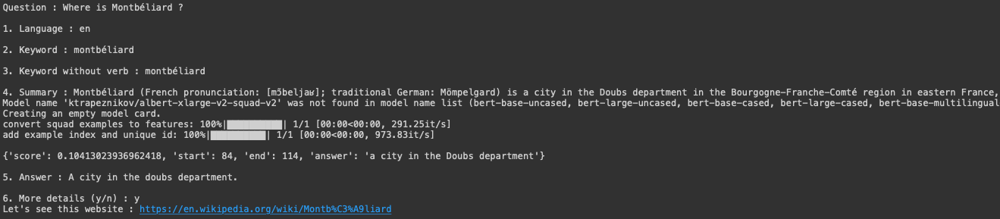 Question : Where is Montbéliard ?
1. Language : en
2. Keyword : montbéliard
3. Keyword without verb : montbéliard
4. Summary : Montbéliard (French pronunciation: [mɔ̃beljaʁ]; traditional German: Mömpelgard) is a city in the Doubs department in the Bourgogne-Franche-Comté region in eastern France,
Model name 'ktrapeznikov/albert-xlarge-v2-squad-v2' was not found in model name list (bert-base-uncased, bert-large-uncased, bert-base-cased, bert-large-cased, bert-base-multilingual
Creating an empty model card.
convert squad examples to features: 100%|██████████| 1/1 [00:00<00:00, 291.25it/s]
add example index and unique id: 100%|██████████| 1/1 [00:00<00:00, 973.83it/s]
{'score': 0.10413023936962418, 'start': 84, 'end': 114, 'answer': 'a city in the Doubs department'}
5. Answer : A city in the doubs department.
6. More details (y/n) : y
Let's see this website : https://en.wikipedia.org/wiki/Montb%C3%A9liard